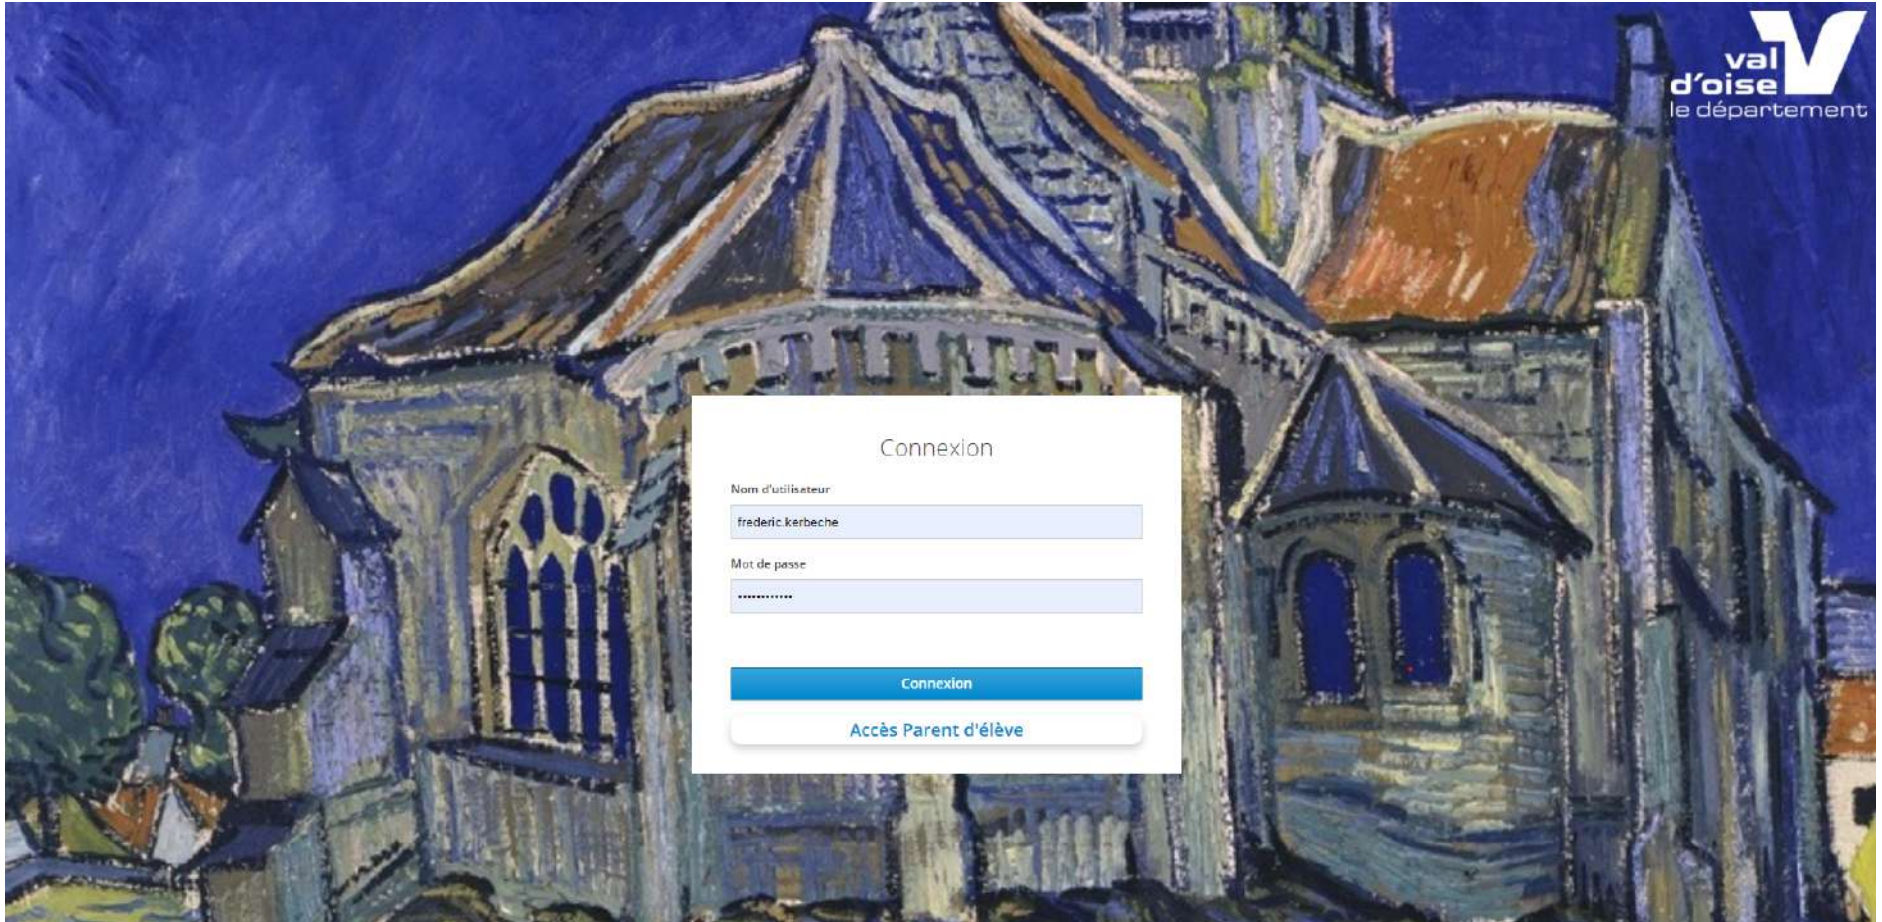 val
d'oise
le département
Connexion
Nom d'utilisateur
frederic.kerbeche
Mot de passe
••••••••••••
Connexion
Accès Parent d'élève